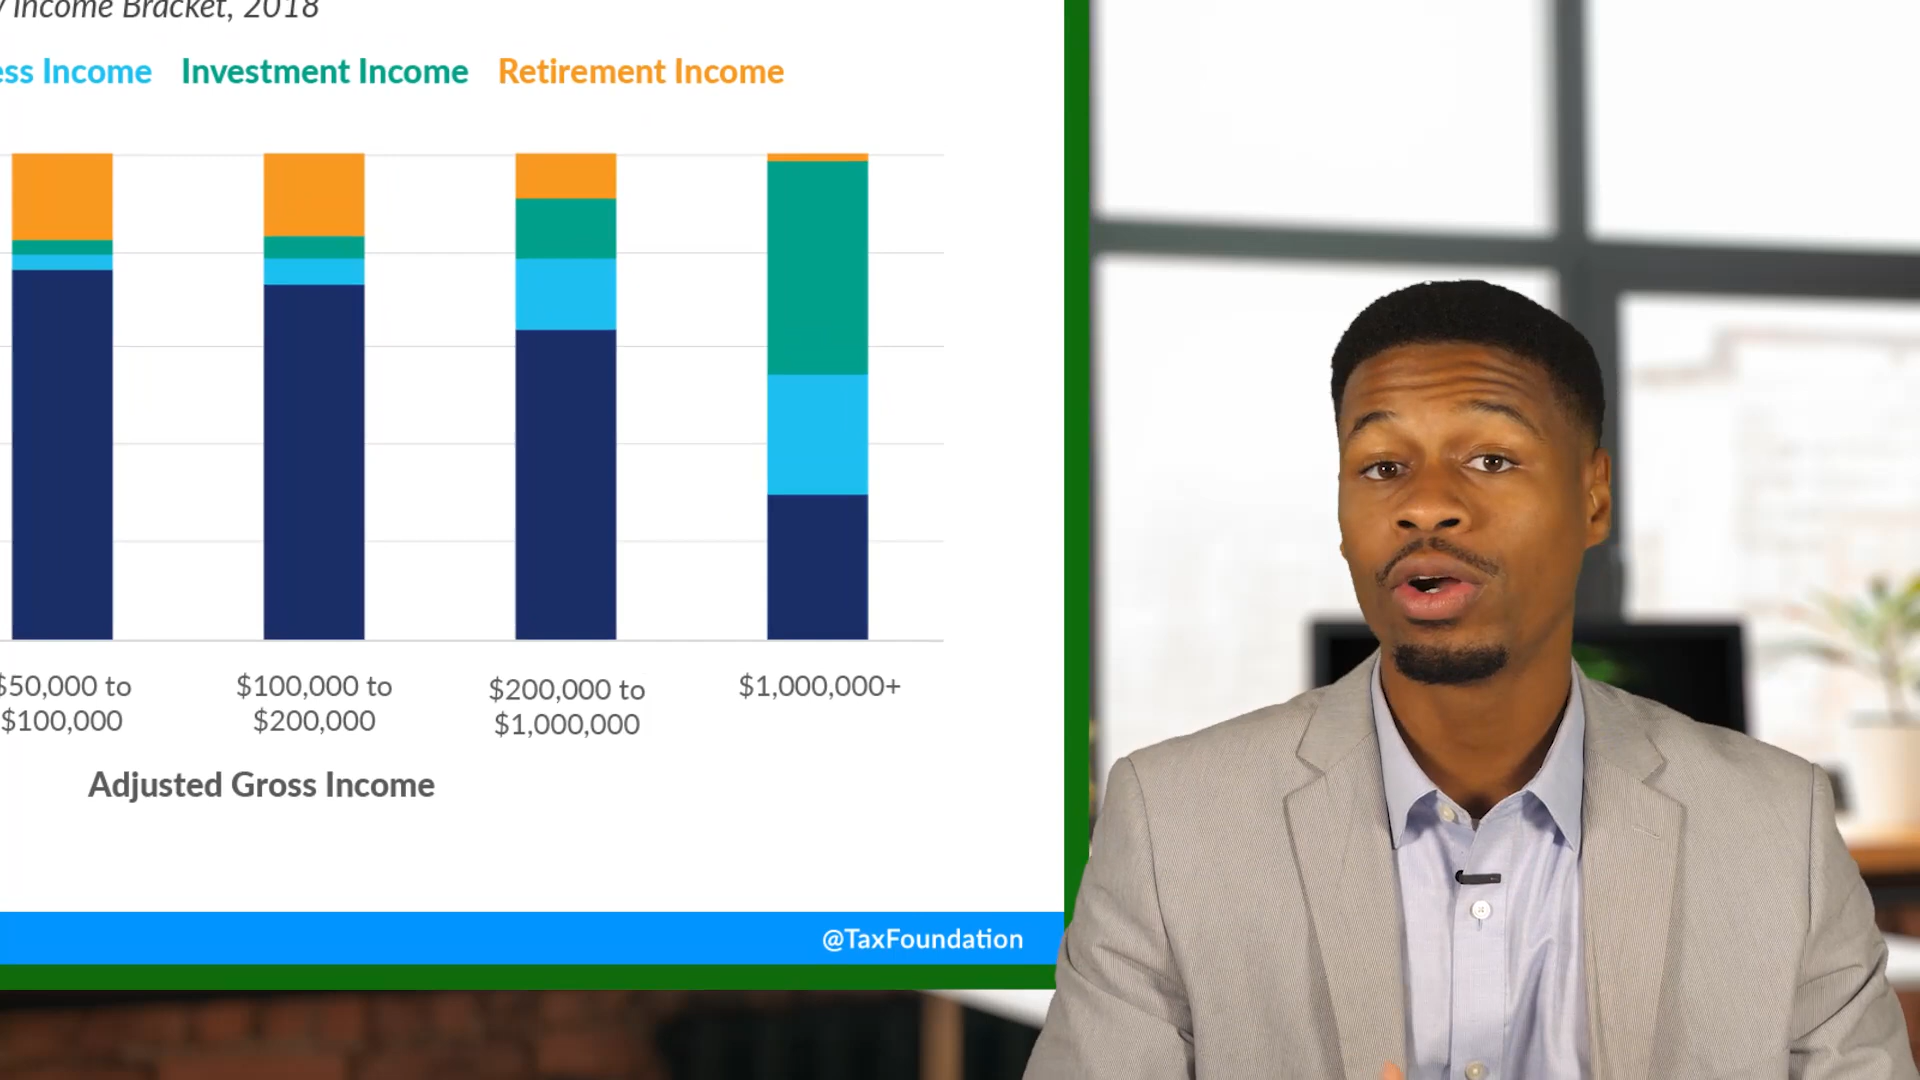 Income Bracket, 2018
ess Income Investment Income Retirement Income
$50,000 to
$100,000
$100,000 to
$200,000
$200,000 to
$1,000,000
$1,000,000+
Adjusted Gross Income
@TaxFoundation